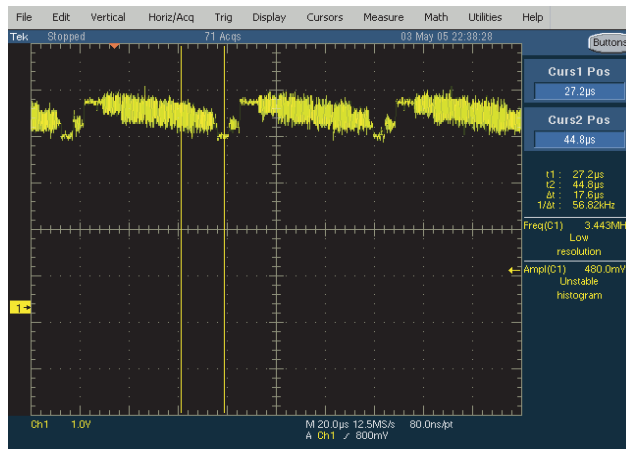 File Edit Vertical Horiz/Acq Trig Display Cursors Measure Math Utilities Help
Tek Stopped 71 Acqs 03 May 05 22:38:28 Buttons
Curs1 Pos
27.2µs
Curs2 Pos
44.8µs
t1 : 27.2µs
t2 : 44.8µs
Δt : 17.6µs
1/Δt : 56.82kHz
Freq(C1) 3.443MH
Low
resolution
Ampl(C1) 480.0mV
Unstable
histogram
1
Ch1 1.0V M 20.0µs 12.5MS/s 80.0ns/pt
A Ch1 ⁄ 800mV